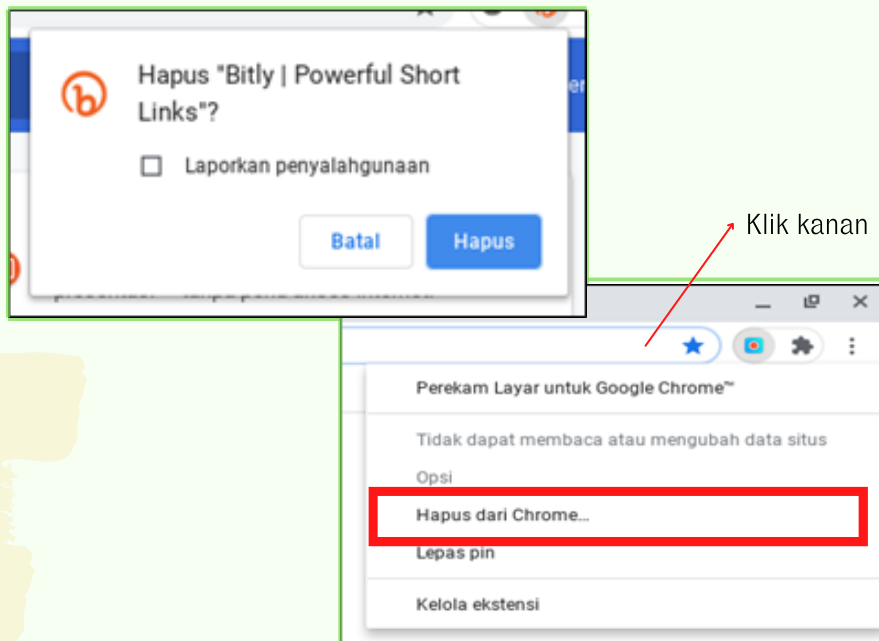 Hapus "Bitly | Powerful Short
Links"?
Laporkan penyalahgunaan
Batal
Hapus
Klik kanan
Perekam Layar untuk Google Chrome™
Tidak dapat membaca atau mengubah data situs
Opsi
Hapus dari Chrome...
Lepas pin
Kelola ekstensi